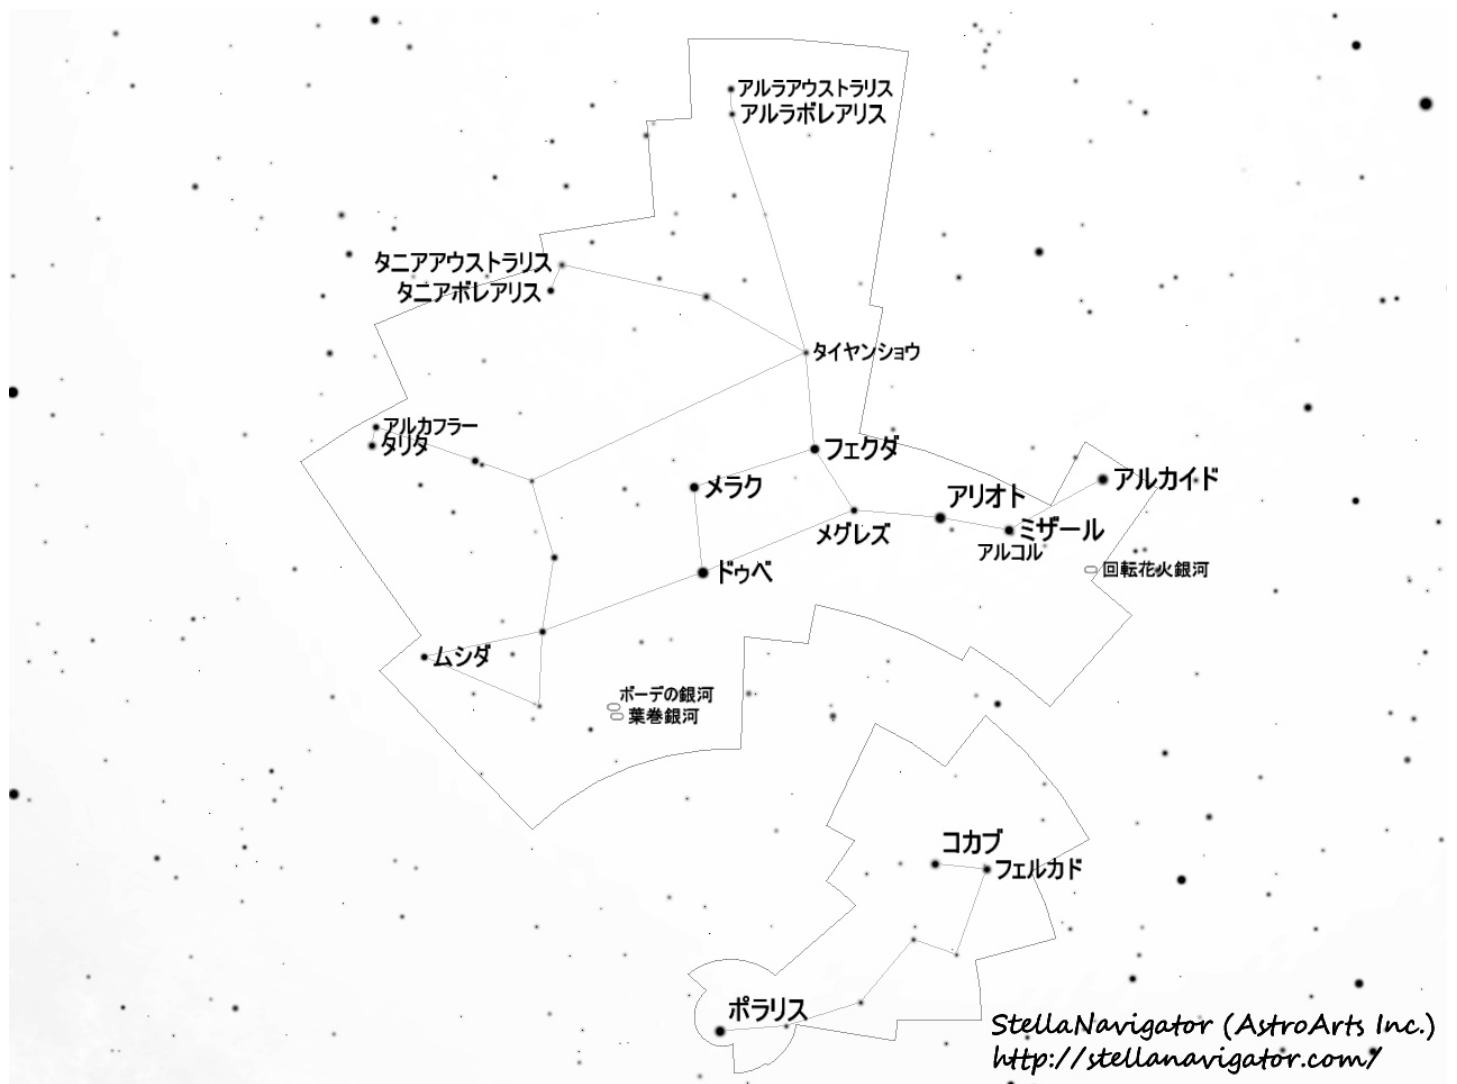 アルラアウストラリス
アルラボレアリス
タニアアウストラリス
タニアボレアリス
タイヤンショウ
アルカフラー
タリタ
フェクダ
メラク
アリオト
アルカイド
メグレズ
ミザール
アルコル
ドゥベ
回転花火銀河
ムシダ
ボーデの銀河
葉巻銀河
コカブ
フェルカド
ポラリス
StellaNavigator (AstroArts Inc.)
http://stellanavigator.com/